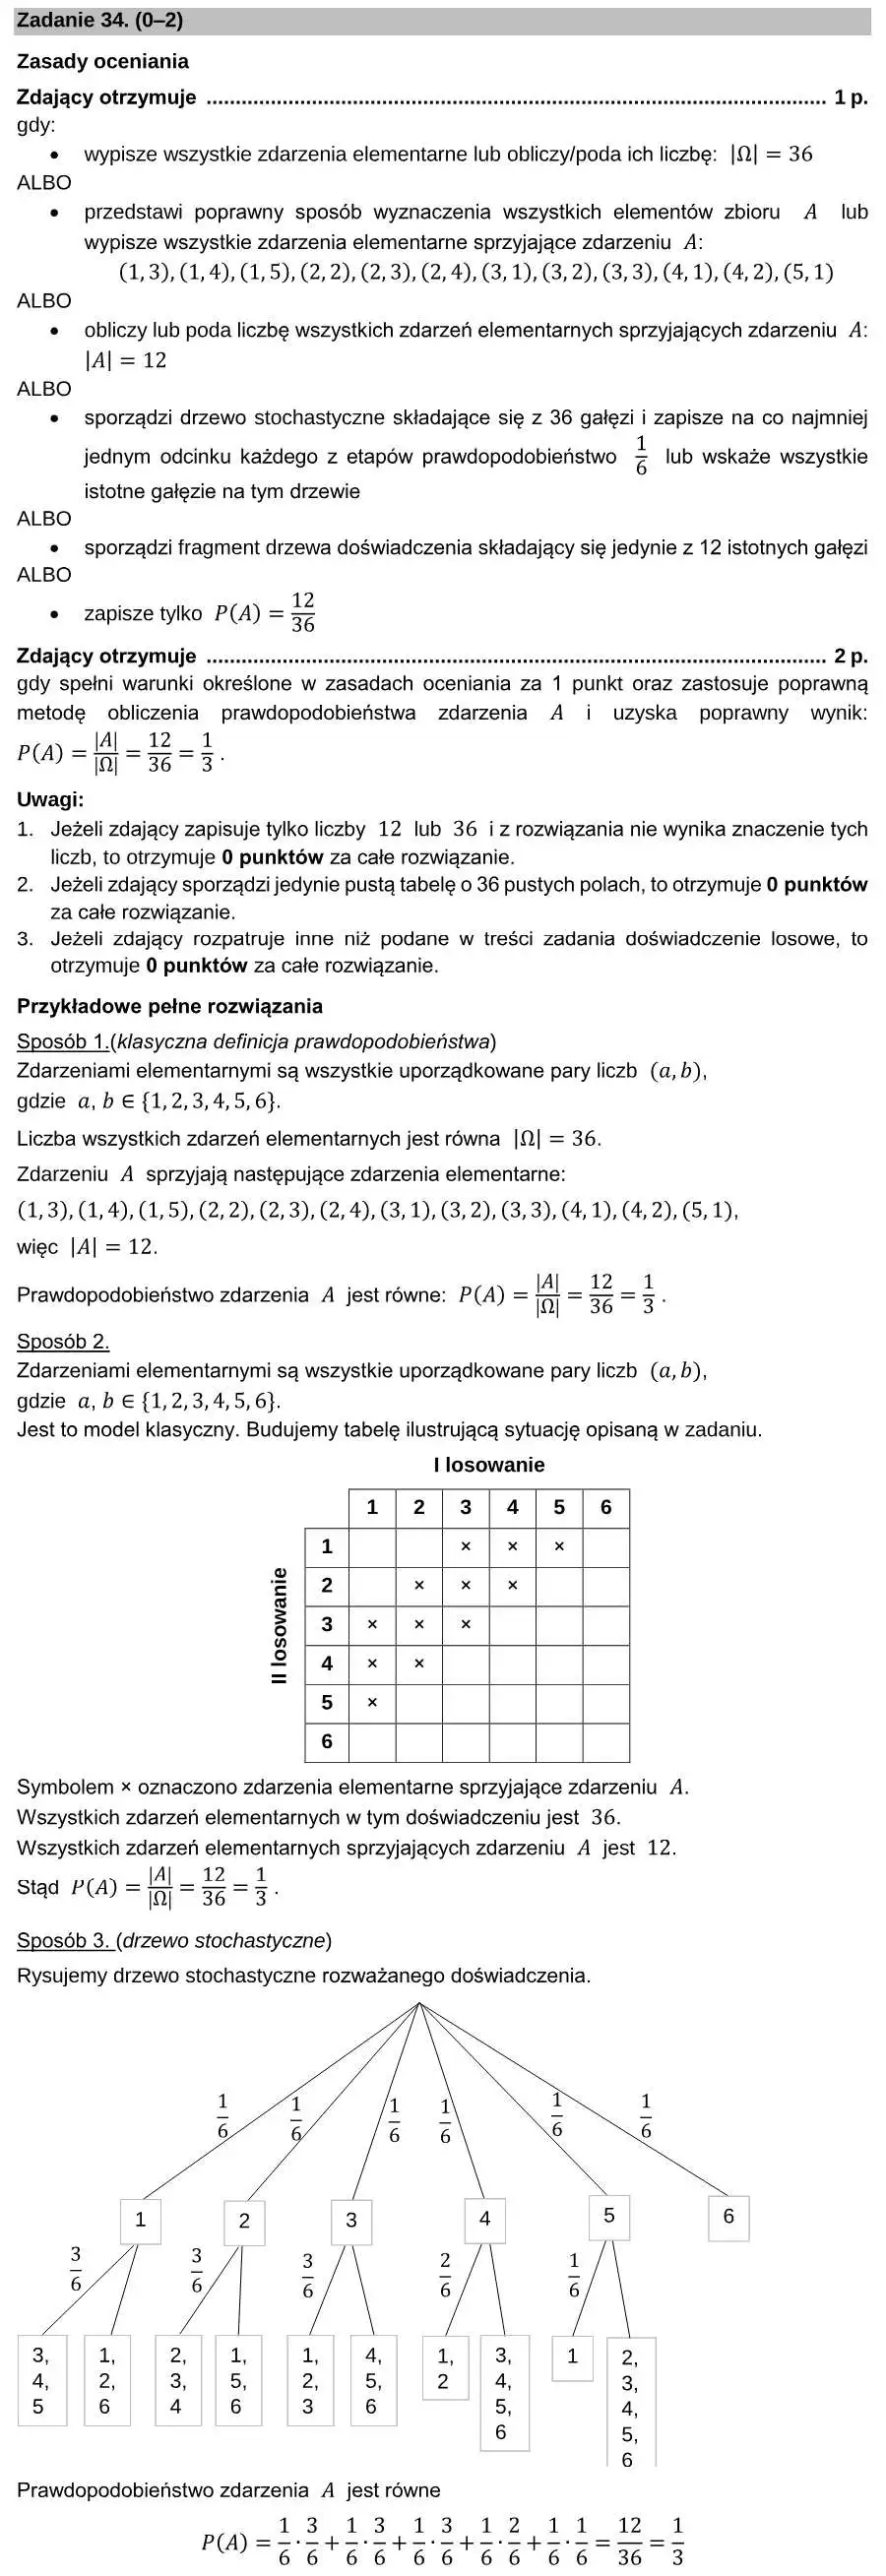 Zadanie 34. (0–2)
Zasady oceniania
Zdający otrzymuje .......................................................................................................... 1 p.
gdy:
• wypisze wszystkie zdarzenia elementarne lub obliczy/poda ich liczbę: |Ω| = 36
ALBO
• przedstawi poprawny sposób wyznaczenia wszystkich elementów zbioru A lub
wypisze wszystkie zdarzenia elementarne sprzyjające zdarzeniu A:
(1, 3), (1, 4), (1, 5), (2, 2), (2, 3), (2, 4), (3, 1), (3, 2), (3, 3), (4, 1), (4, 2), (5, 1)
ALBO
• obliczy lub poda liczbę wszystkich zdarzeń elementarnych sprzyjających zdarzeniu A:
|A| = 12
ALBO
• sporządzi drzewo stochastyczne składające się z 36 gałęzi i zapisze na co najmniej
jednym odcinku każdego z etapów prawdopodobieństwo 1/6 lub wskaże wszystkie
istotne gałęzie na tym drzewie
ALBO
• sporządzi fragment drzewa doświadczenia składający się jedynie z 12 istotnych gałęzi
ALBO
• zapisze tylko P(A) = 12/36
Zdający otrzymuje .......................................................................................................... 2 p.
gdy spełni warunki określone w zasadach oceniania za 1 punkt oraz zastosuje poprawną
metodę obliczenia prawdopodobieństwa zdarzenia A i uzyska poprawny wynik:
P(A) = |A|/|Ω| = 12/36 = 1/3 .
Uwagi:
1. Jeżeli zdający zapisuje tylko liczby 12 lub 36 i z rozwiązania nie wynika znaczenie tych
liczb, to otrzymuje 0 punktów za całe rozwiązanie.
2. Jeżeli zdający sporządzi jedynie pustą tabelę o 36 pustych polach, to otrzymuje 0 punktów
za całe rozwiązanie.
3. Jeżeli zdający rozpatruje inne niż podane w treści zadania doświadczenie losowe, to
otrzymuje 0 punktów za całe rozwiązanie.
Przykładowe pełne rozwiązania
Sposób 1.(klasyczna definicja prawdopodobieństwa)
Zdarzeniami elementarnymi są wszystkie uporządkowane pary liczb (a, b),
gdzie a, b ∈ {1, 2, 3, 4, 5, 6}.
Liczba wszystkich zdarzeń elementarnych jest równa |Ω| = 36.
Zdarzeniu A sprzyjają następujące zdarzenia elementarne:
(1, 3), (1, 4), (1, 5), (2, 2), (2, 3), (2, 4), (3, 1), (3, 2), (3, 3), (4, 1), (4, 2), (5, 1),
więc |A| = 12.
Prawdopodobieństwo zdarzenia A jest równe: P(A) = |A|/|Ω| = 12/36 = 1/3 .
Sposób 2.
Zdarzeniami elementarnymi są wszystkie uporządkowane pary liczb (a, b),
gdzie a, b ∈ {1, 2, 3, 4, 5, 6}.
Jest to model klasyczny. Budujemy tabelę ilustrującą sytuację opisaną w zadaniu.
I losowanie
1 2 3 4 5 6
II losowanie
1 × × ×
2 × × ×
3 × × ×
4 × ×
5 ×
6
Symbolem × oznaczono zdarzenia elementarne sprzyjające zdarzeniu A.
Wszystkich zdarzeń elementarnych w tym doświadczeniu jest 36.
Wszystkich zdarzeń elementarnych sprzyjających zdarzeniu A jest 12.
Stąd P(A) = |A|/|Ω| = 12/36 = 1/3 .
Sposób 3. (drzewo stochastyczne)
Rysujemy drzewo stochastyczne rozważanego doświadczenia.
1/6 1/6 1/6 1/6 1/6 1/6
1 2 3 4 5 6
3/6 3/6 3/6 2/6 1/6
3, 1, 2, 1, 1, 4, 1, 3, 1 2,
4, 2, 3, 5, 2, 5, 2 4, 3,
5 6 4 6 3 6 5, 4,
6 5,
6
Prawdopodobieństwo zdarzenia A jest równe
P(A) = 1/6 · 3/6 + 1/6 · 3/6 + 1/6 · 3/6 + 1/6 · 2/6 + 1/6 · 1/6 = 12/36 = 1/3